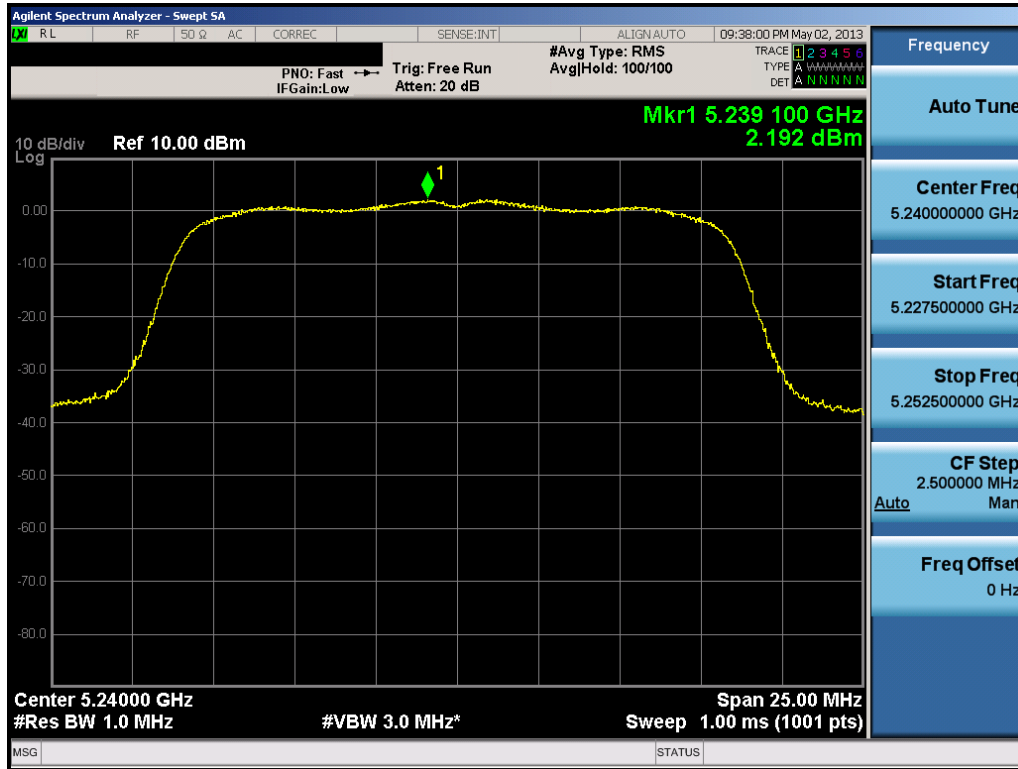 Agilent Spectrum Analyzer - Swept SA
LXI RL RF 50 Ω AC CORREC SENSE:INT ALIGN AUTO 09:38:00 PM May 02, 2013
PNO: Fast
IFGain:Low
Trig: Free Run
Atten: 20 dB
#Avg Type: RMS
Avg|Hold: 100/100
TRACE 1 2 3 4 5 6
TYPE A WWWWW
DET A N N N N N
Mkr1 5.239 100 GHz
2.192 dBm
10 dB/div Ref 10.00 dBm
Log
1
0.00
-10.0
-20.0
-30.0
-40.0
-50.0
-60.0
-70.0
-80.0
Center 5.24000 GHz Span 25.00 MHz
#Res BW 1.0 MHz #VBW 3.0 MHz* Sweep 1.00 ms (1001 pts)
MSG STATUS
Frequency
Auto Tune
Center Freq
5.240000000 GHz
Start Freq
5.227500000 GHz
Stop Freq
5.252500000 GHz
CF Step
2.500000 MHz
Auto Man
Freq Offset
0 Hz